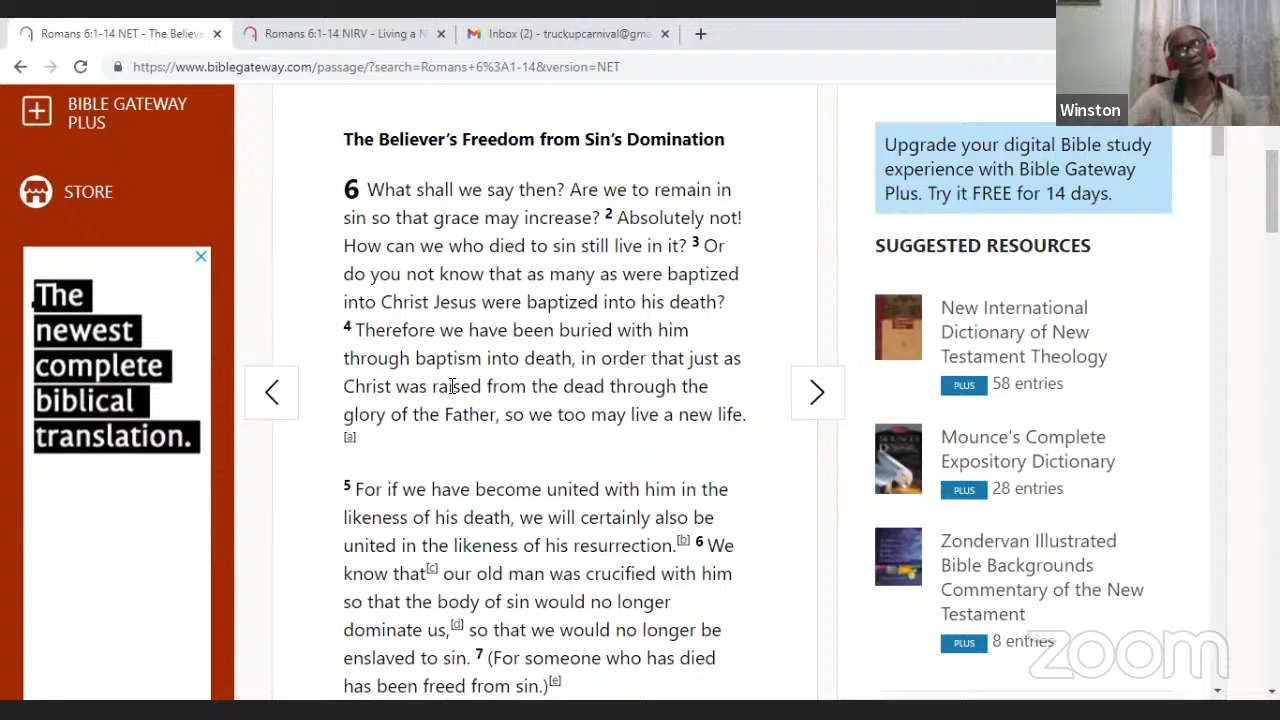 Romans 6:1-14 NET - The Believe
Romans 6:1-14 NIRV - Living a N
Inbox (2) - truckupcarnival@gma
https://www.biblegateway.com/passage/?search=Romans+6%3A1-14&version=NET
Winston
BIBLE GATEWAY
PLUS
STORE
The
newest
complete
biblical
translation.
The Believer's Freedom from Sin's Domination
6 What shall we say then? Are we to remain in
sin so that grace may increase? 2 Absolutely not!
How can we who died to sin still live in it? 3 Or
do you not know that as many as were baptized
into Christ Jesus were baptized into his death?
4 Therefore we have been buried with him
through baptism into death, in order that just as
Christ was raised from the dead through the
glory of the Father, so we too may live a new life.
[a]
5 For if we have become united with him in the
likeness of his death, we will certainly also be
united in the likeness of his resurrection.[b] 6 We
know that[c] our old man was crucified with him
so that the body of sin would no longer
dominate us,[d] so that we would no longer be
enslaved to sin. 7 (For someone who has died
has been freed from sin.)[e]
Upgrade your digital Bible study
experience with Bible Gateway
Plus. Try it FREE for 14 days.
SUGGESTED RESOURCES
New International
Dictionary of New
Testament Theology
PLUS 58 entries
Mounce's Complete
Expository Dictionary
PLUS 28 entries
Zondervan Illustrated
Bible Backgrounds
Commentary of the New
Testament
PLUS 8 entries
zoom